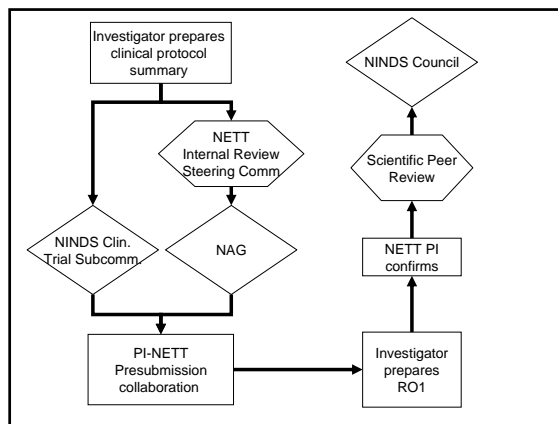 Investigator prepares
clinical protocol
summary
NETT
Internal Review
Steering Comm
NINDS Clin.
Trial Subcomm.
NAG
PI-NETT
Presubmission
collaboration
Investigator
prepares
RO1
NETT PI
confirms
Scientific Peer
Review
NINDS Council